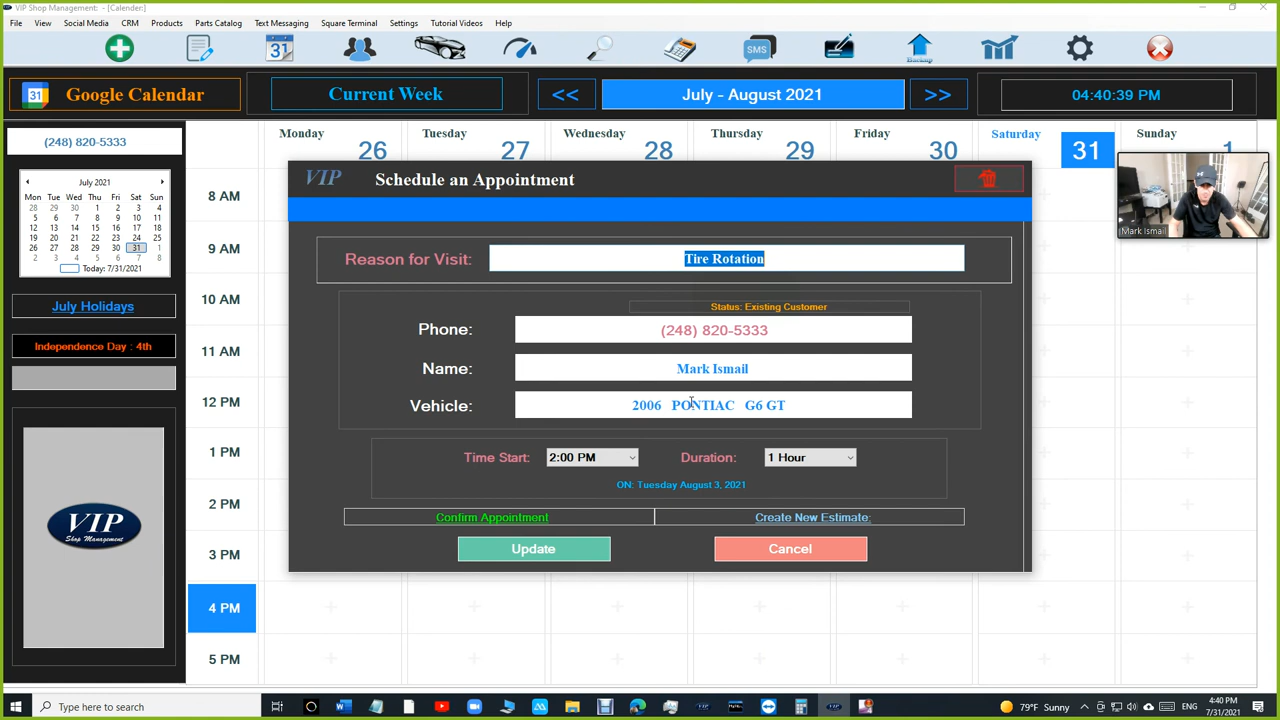 VIP Shop Management: - [Calender:]
File View Social Media CRM Products Parts Catalog Text Messaging Square Terminal Settings Tutorial Videos Help
31 SMS Backup
31 Google Calendar Current Week << July - August 2021 >> 04:40:39 PM
(248) 820-5333
Monday 26 Tuesday 27 Wednesday 28 Thursday 29 Friday 30 Saturday 31 Sunday 1
July 2021
Mon Tue Wed Thu Fri Sat Sun
28 29 30 1 2 3 4
5 6 7 8 9 10 11
12 13 14 15 16 17 18
19 20 21 22 23 24 25
26 27 28 29 30 31 1
2 3 4 5 6 7 8
Today: 7/31/2021
July Holidays
Independence Day : 4th
VIP
Shop Management
8 AM
9 AM
10 AM
11 AM
12 PM
1 PM
2 PM
3 PM
4 PM
5 PM
VIP Schedule an Appointment
Reason for Visit: Tire Rotation
Status: Existing Customer
Phone: (248) 820-5333
Name: Mark Ismail
Vehicle: 2006 PONTIAC G6 GT
Time Start: 2:00 PM Duration: 1 Hour
ON: Tuesday August 3, 2021
Confirm Appointment Create New Estimate:
Update Cancel
Mark Ismail
Type here to search
79°F Sunny ENG 4:40 PM
7/31/2021